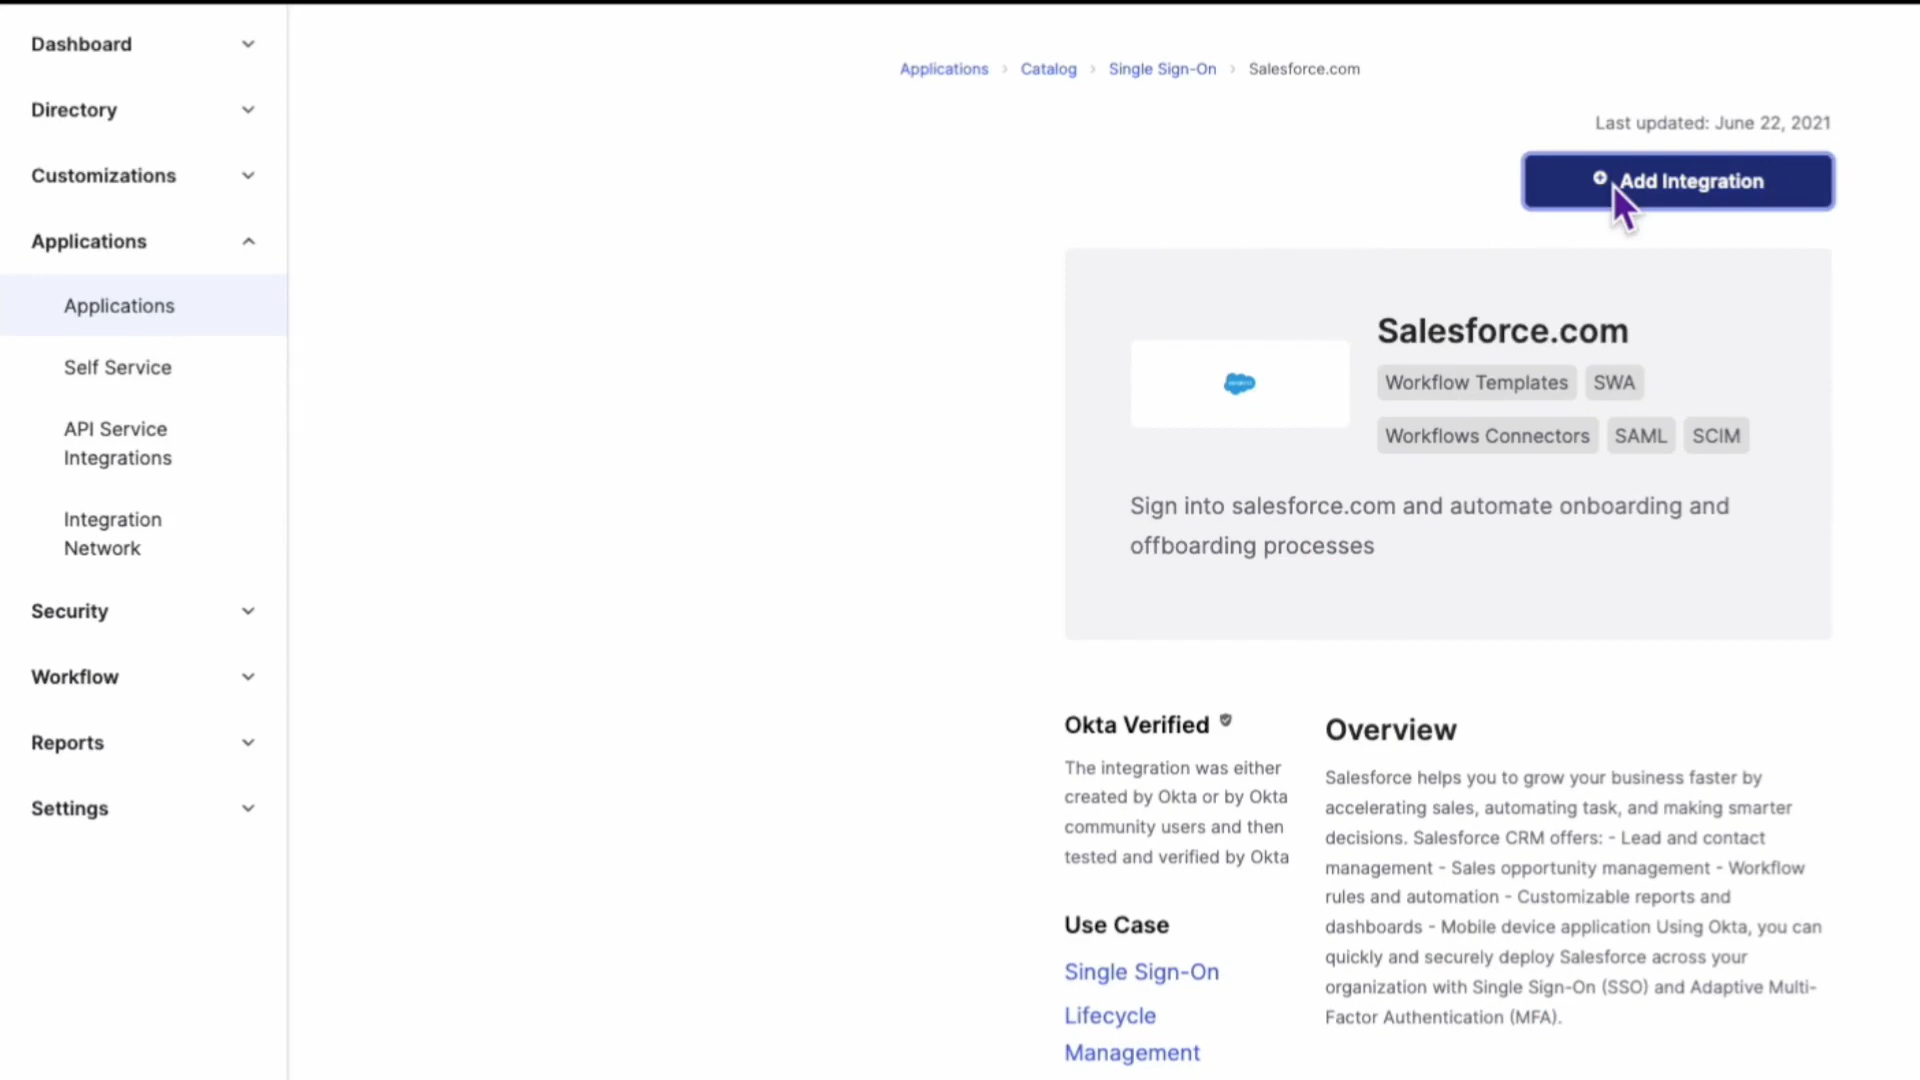 Dashboard
Directory
Customizations
Applications
Applications
Self Service
API Service
Integrations
Integration
Network
Security
Workflow
Reports
Settings
Applications > Catalog > Single Sign-On > Salesforce.com
Last updated: June 22, 2021
Add Integration
Salesforce.com
Workflow Templates SWA
Workflows Connectors SAML SCIM
Sign into salesforce.com and automate onboarding and
offboarding processes
Okta Verified
The integration was either
created by Okta or by Okta
community users and then
tested and verified by Okta
Use Case
Single Sign-On
Lifecycle
Management
Overview
Salesforce helps you to grow your business faster by
accelerating sales, automating task, and making smarter
decisions. Salesforce CRM offers: - Lead and contact
management - Sales opportunity management - Workflow
rules and automation - Customizable reports and
dashboards - Mobile device application Using Okta, you can
quickly and securely deploy Salesforce across your
organization with Single Sign-On (SSO) and Adaptive Multi-
Factor Authentication (MFA).